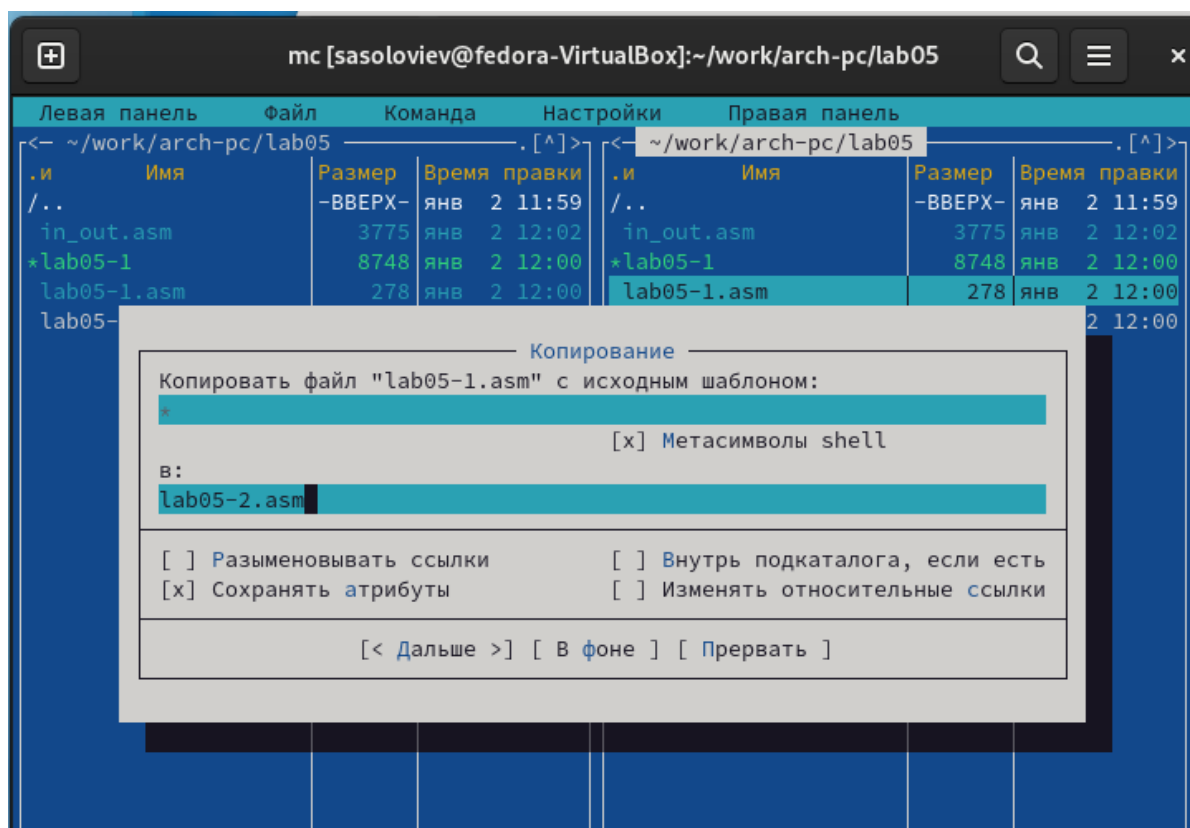 mc [sasoloviev@fedora-VirtualBox]:~/work/arch-pc/lab05
Левая панель Файл Команда Настройки Правая панель
<─ ~/work/arch-pc/lab05 .[^]> <─ ~/work/arch-pc/lab05 .[^]>
.и Имя Размер Время правки .и Имя Размер Время правки
/.. -ВВЕРХ- янв 2 11:59 /.. -ВВЕРХ- янв 2 11:59
in_out.asm 3775 янв 2 12:02 in_out.asm 3775 янв 2 12:02
*lab05-1 8748 янв 2 12:00 *lab05-1 8748 янв 2 12:00
lab05-1.asm 278 янв 2 12:00 lab05-1.asm 278 янв 2 12:00
lab05- 2 12:00
Копирование
Копировать файл "lab05-1.asm" с исходным шаблоном:
*
[x] Метасимволы shell
в:
lab05-2.asm
[ ] Разыменовывать ссылки [ ] Внутрь подкаталога, если есть
[x] Сохранять атрибуты [ ] Изменять относительные ссылки
[< Дальше >] [ В фоне ] [ Прервать ]